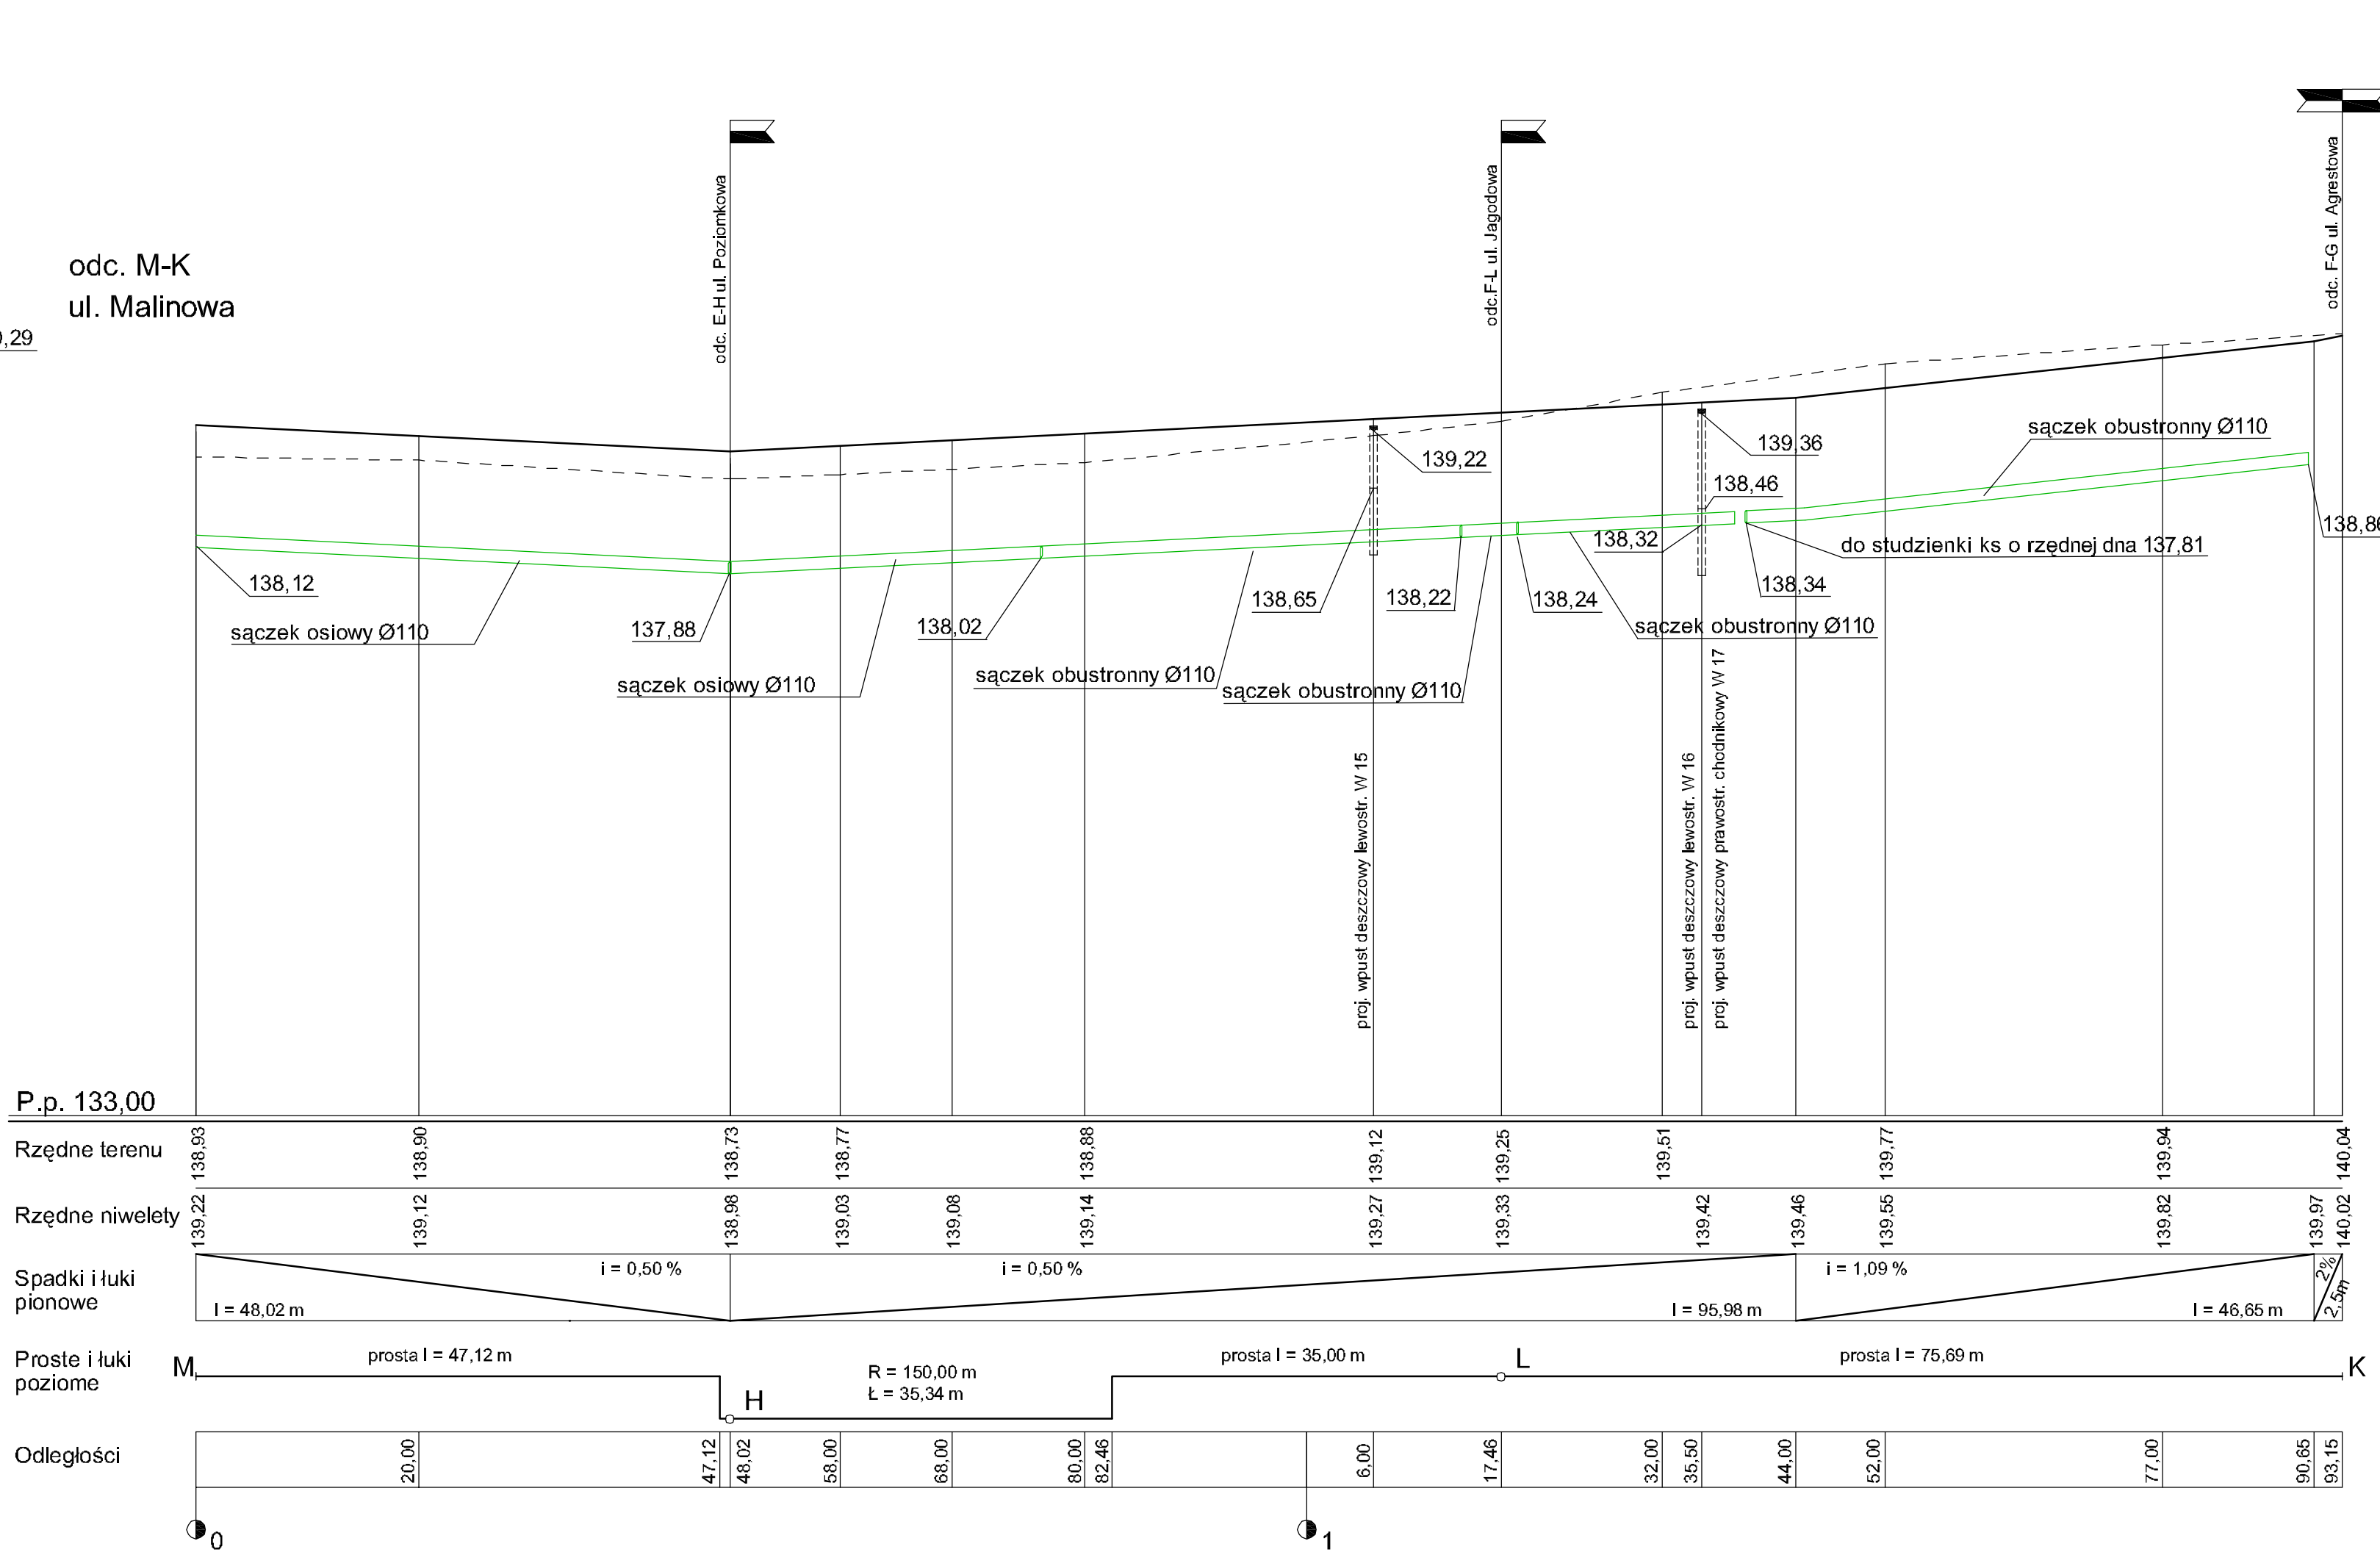 odc. E-H ul. Poziomkowa
odc.F-L ul. Jagodowa
odc. F-G ul. Agrestowa
odc. M-K
ul. Malinowa
,29
139,22
139,36
138,46
sączek obustronny Ø110
138,86
138,32
do studzienki ks o rzędnej dna 137,81
138,12
138,65
138,22
138,24
138,34
sączek osiowy Ø110
137,88
138,02
sączek obustronny Ø110
sączek osiowy Ø110
sączek obustronny Ø110
sączek obustronny Ø110
proj. wpust deszczowy lewostr. W 15
proj. wpust deszczowy lewostr. W 16
proj. wpust deszczowy prawostr. chodnikowy W 17
P.p. 133,00
Rzędne terenu
138,93
138,90
138,73
138,77
138,88
139,12
139,25
139,51
139,77
139,94
140,04
Rzędne niwelety
139,22
139,12
138,98
139,03
139,08
139,14
139,27
139,33
139,42
139,46
139,55
139,82
139,97
140,02
Spadki i łuki
pionowe
i = 0,50 %
l = 48,02 m
i = 0,50 %
l = 95,98 m
i = 1,09 %
l = 46,65 m
2%
2,5m
Proste i łuki
poziome
M
prosta l = 47,12 m
H
R = 150,00 m
Ł = 35,34 m
prosta l = 35,00 m
L
prosta l = 75,69 m
K
Odległości
20,00
47,12
48,02
58,00
68,00
80,00
82,46
6,00
17,46
32,00
35,50
44,00
52,00
77,00
90,65
93,15
0
1